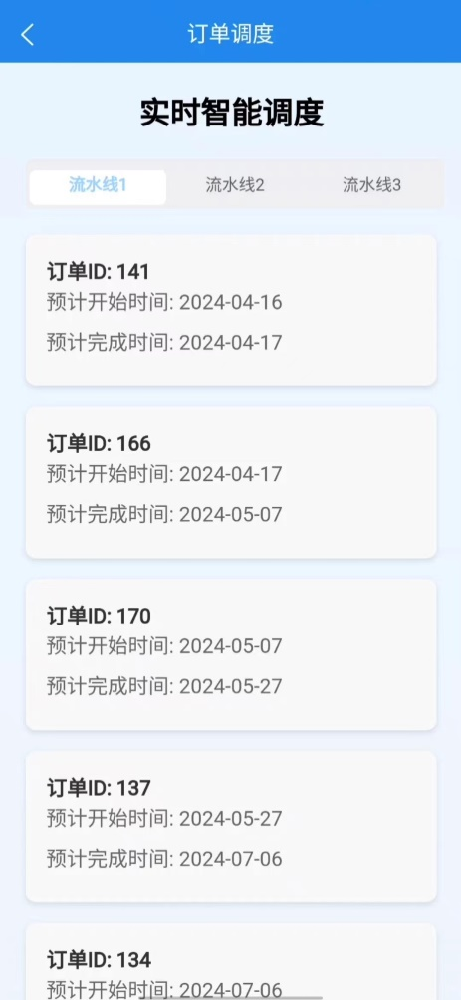 订单调度
实时智能调度
流水线1 流水线2 流水线3
订单ID: 141
预计开始时间: 2024-04-16
预计完成时间: 2024-04-17
订单ID: 166
预计开始时间: 2024-04-17
预计完成时间: 2024-05-07
订单ID: 170
预计开始时间: 2024-05-07
预计完成时间: 2024-05-27
订单ID: 137
预计开始时间: 2024-05-27
预计完成时间: 2024-07-06
订单ID: 134
预计开始时间: 2024-07-06